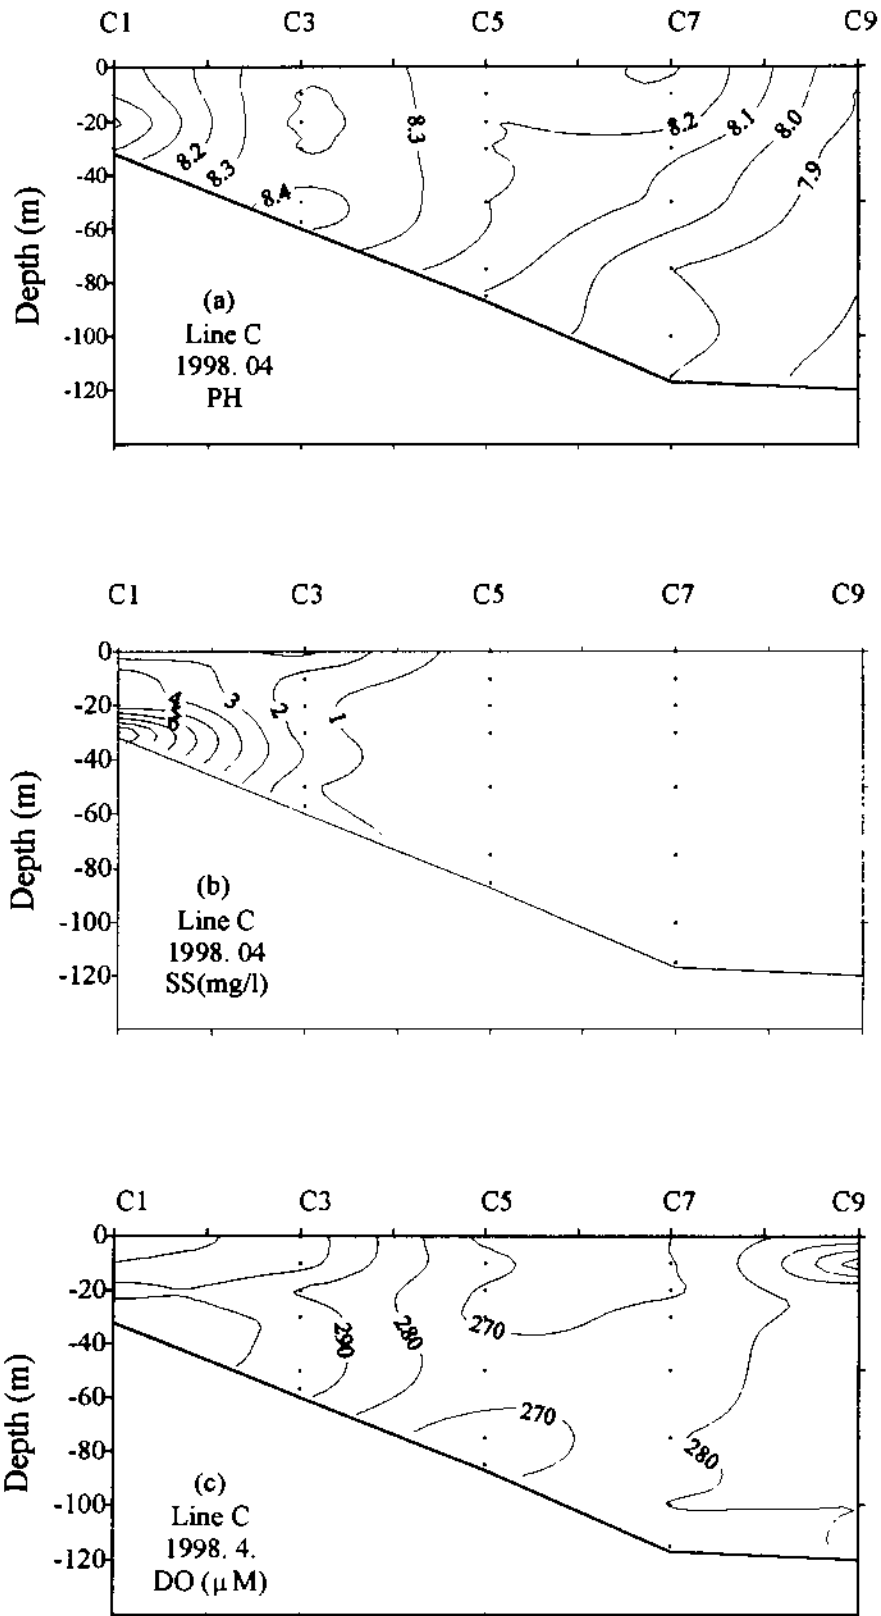 C1 C3 C5 C7 C9
0
-20
-40
-60
-80
-100
-120
Depth (m)
8.2
8.3
8.4
8.3
8.2
8.1
8.0
7.9
(a)
Line C
1998. 04
PH
C1 C3 C5 C7 C9
0
-20
-40
-60
-80
-100
-120
Depth (m)
4
3
2
1
(b)
Line C
1998. 04
SS(mg/l)
C1 C3 C5 C7 C9
0
-20
-40
-60
-80
-100
-120
Depth (m)
290
280
270
270
280
(c)
Line C
1998. 4.
DO (μM)